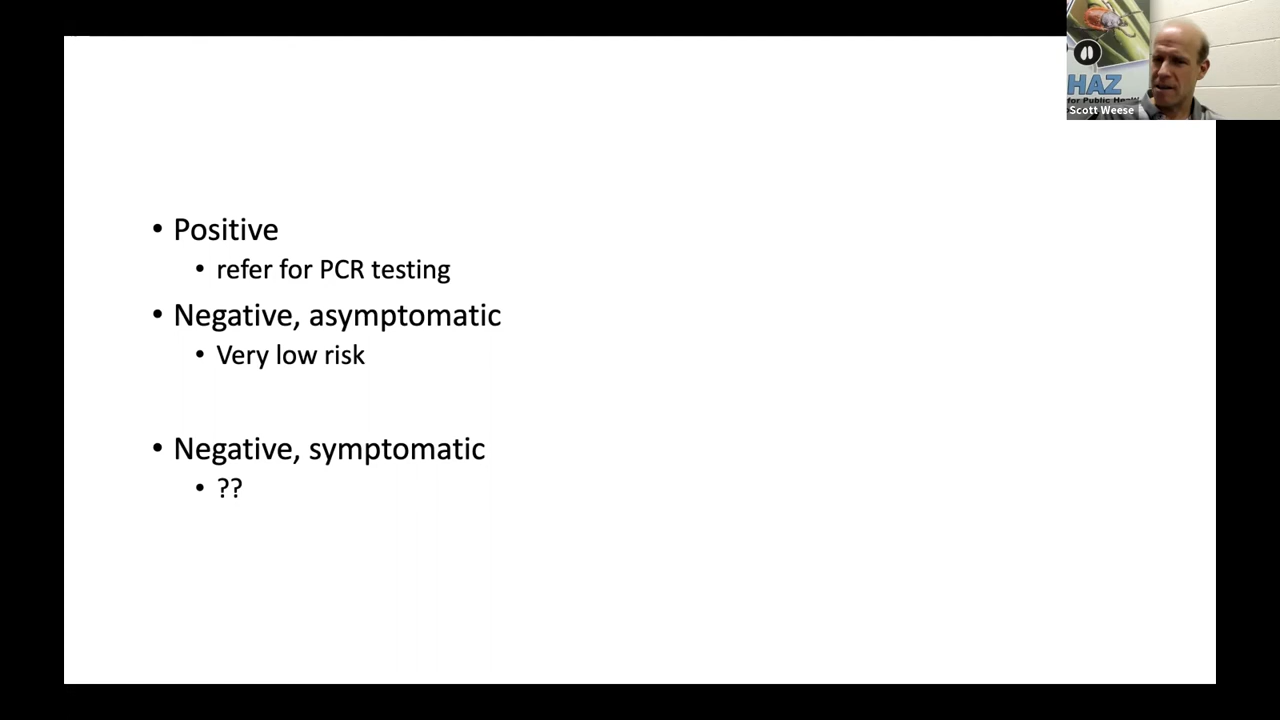 HAZ
for Public Health
Scott Weese
• Positive
• refer for PCR testing
• Negative, asymptomatic
• Very low risk
• Negative, symptomatic
• ??